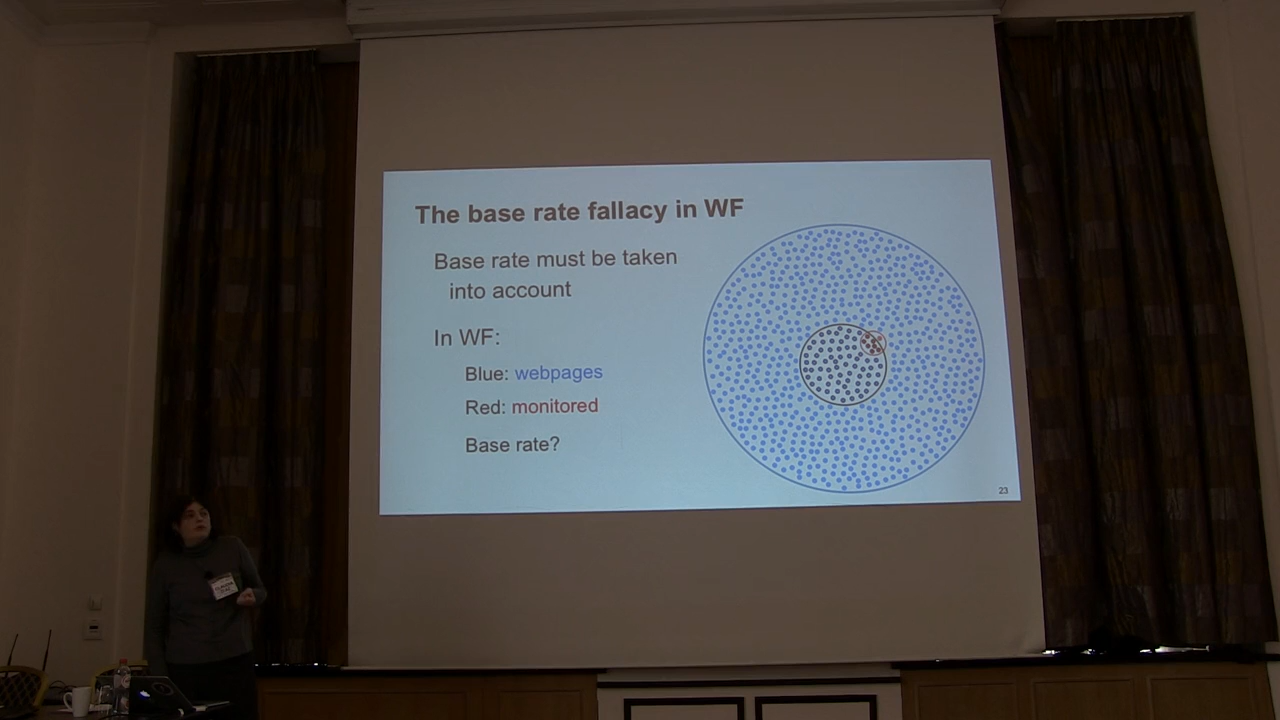 The base rate fallacy in WF
Base rate must be taken
into account
In WF:
Blue: webpages
Red: monitored
Base rate?
23